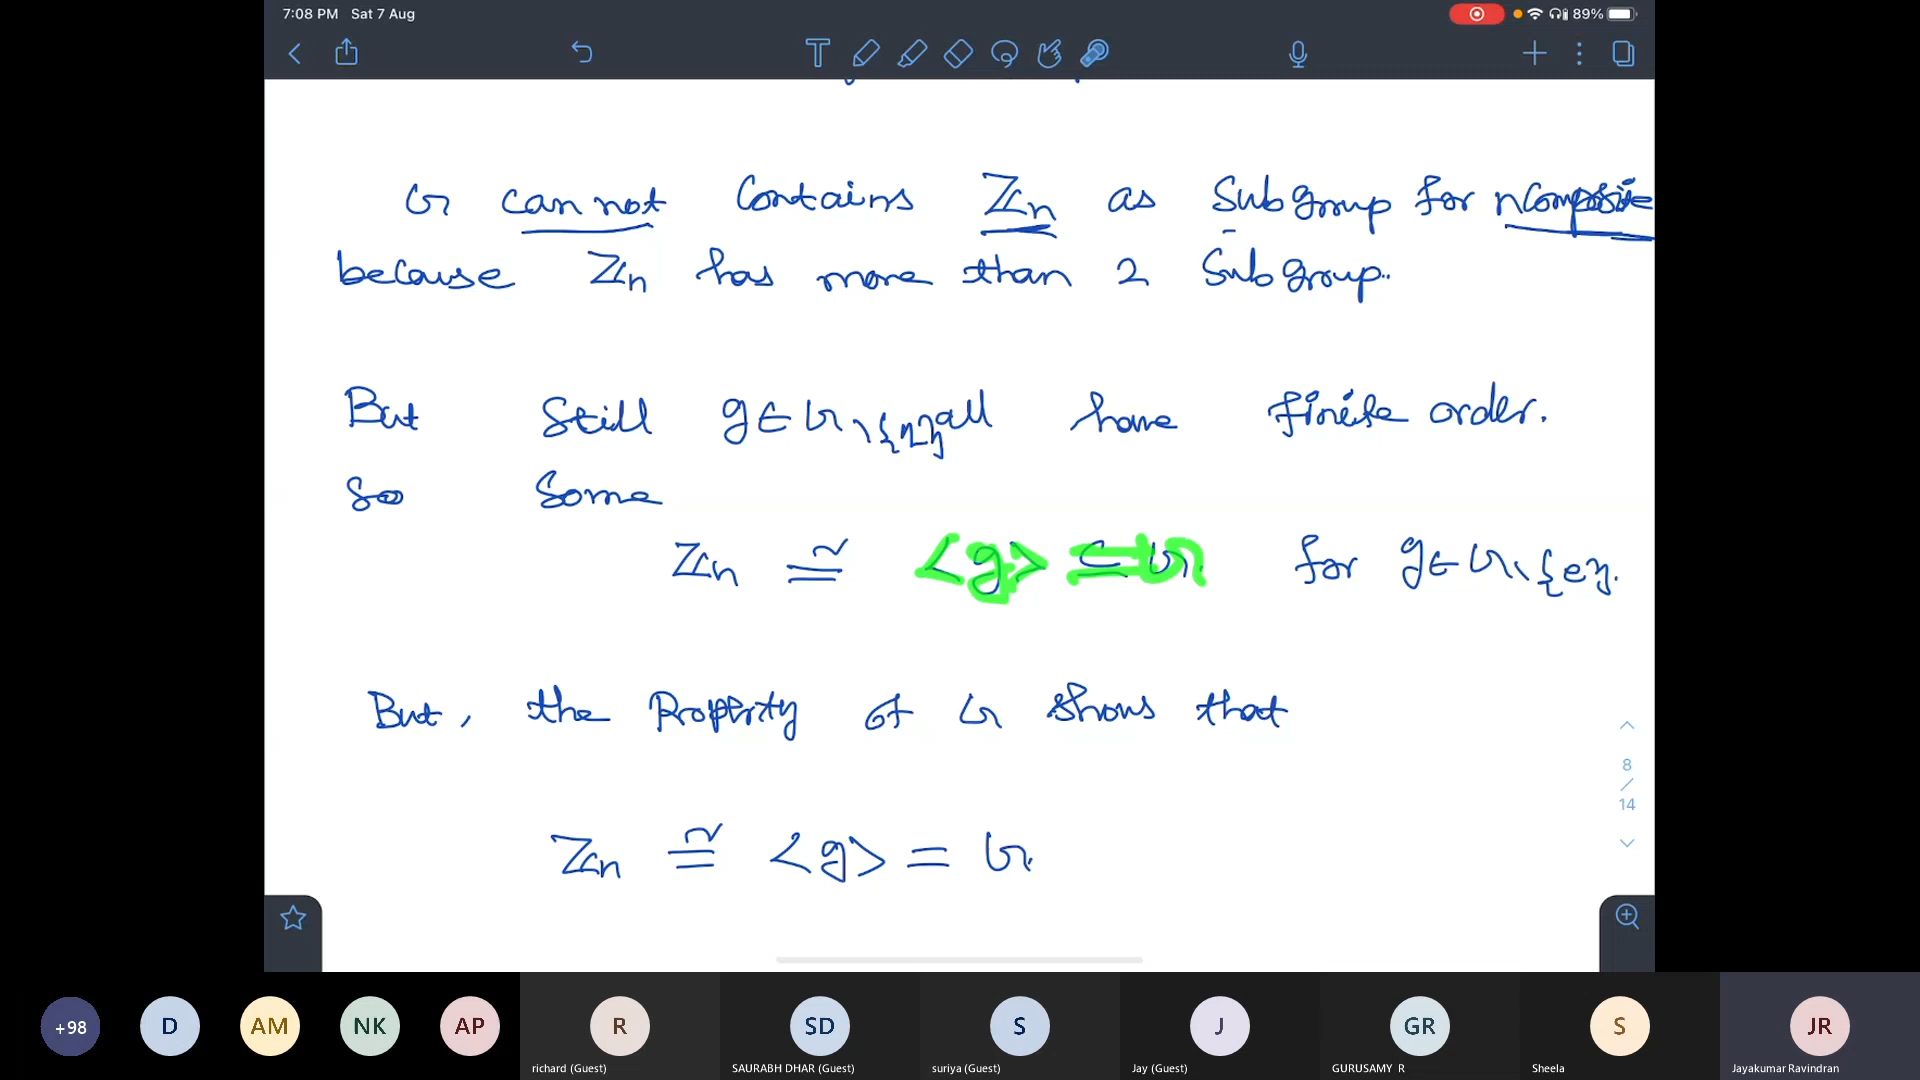 7:08 PM Sat 7 Aug 89%
G cannot contains ℤn as Subgroup for n Composite
because ℤn has more than 2 Subgroup..
But still g∈G\{e} all have finite order.
So some
ℤn ≅ <g> ⊆ G. for g∈G\{e}.
But, the Property of G shows that
ℤn ≅ <g> = G.
8
/
14
+98 D AM NK AP R SD S J GR S JR
richard (Guest) SAURABH DHAR (Guest) suriya (Guest) Jay (Guest) GURUSAMY R Sheela Jayakumar Ravindran